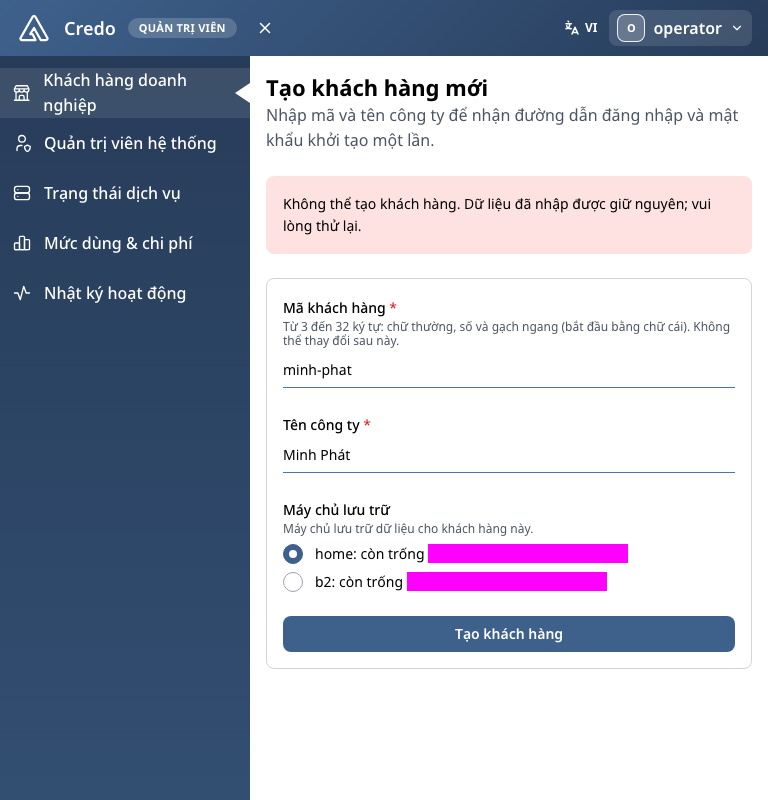 Credo
QUẢN TRỊ VIÊN
VI
O
operator
Khách hàng doanh
nghiệp
Quản trị viên hệ thống
Trạng thái dịch vụ
Mức dùng & chi phí
Nhật ký hoạt động
Tạo khách hàng mới
Nhập mã và tên công ty để nhận đường dẫn đăng nhập và mật
khẩu khởi tạo một lần.
Không thể tạo khách hàng. Dữ liệu đã nhập được giữ nguyên; vui
lòng thử lại.
Mã khách hàng *
Từ 3 đến 32 ký tự: chữ thường, số và gạch ngang (bắt đầu bằng chữ cái). Không
thể thay đổi sau này.
minh-phat
Tên công ty *
Minh Phát
Máy chủ lưu trữ
Máy chủ lưu trữ dữ liệu cho khách hàng này.
home: còn trống
b2: còn trống
Tạo khách hàng